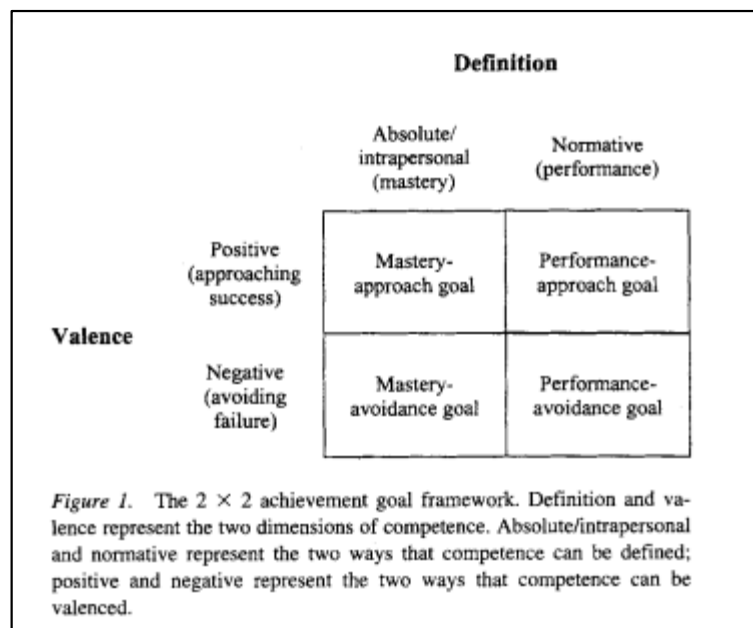 Definition
Absolute/
intrapersonal
(mastery)
Normative
(performance)
Positive
(approaching
success)
Mastery-
approach goal
Performance-
approach goal
Valence
Negative
(avoiding
failure)
Mastery-
avoidance goal
Performance-
avoidance goal
Figure 1. The 2 × 2 achievement goal framework. Definition and va-
lence represent the two dimensions of competence. Absolute/intrapersonal
and normative represent the two ways that competence can be defined;
positive and negative represent the two ways that competence can be
valenced.